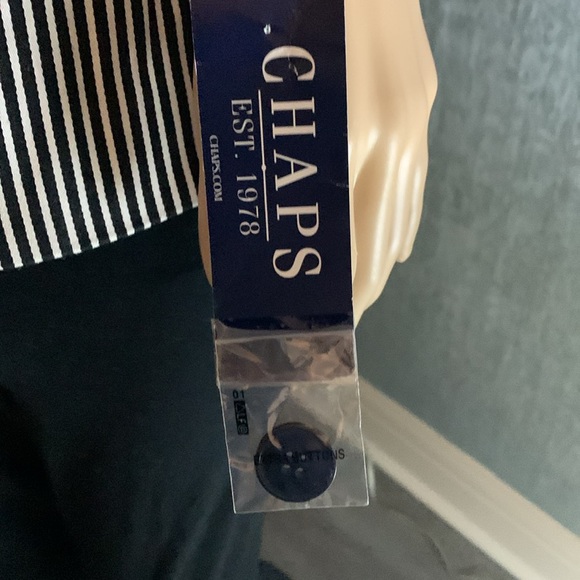 CHAPS
EST. 1978
CHAPS.COM
EXTRA BUTTONS